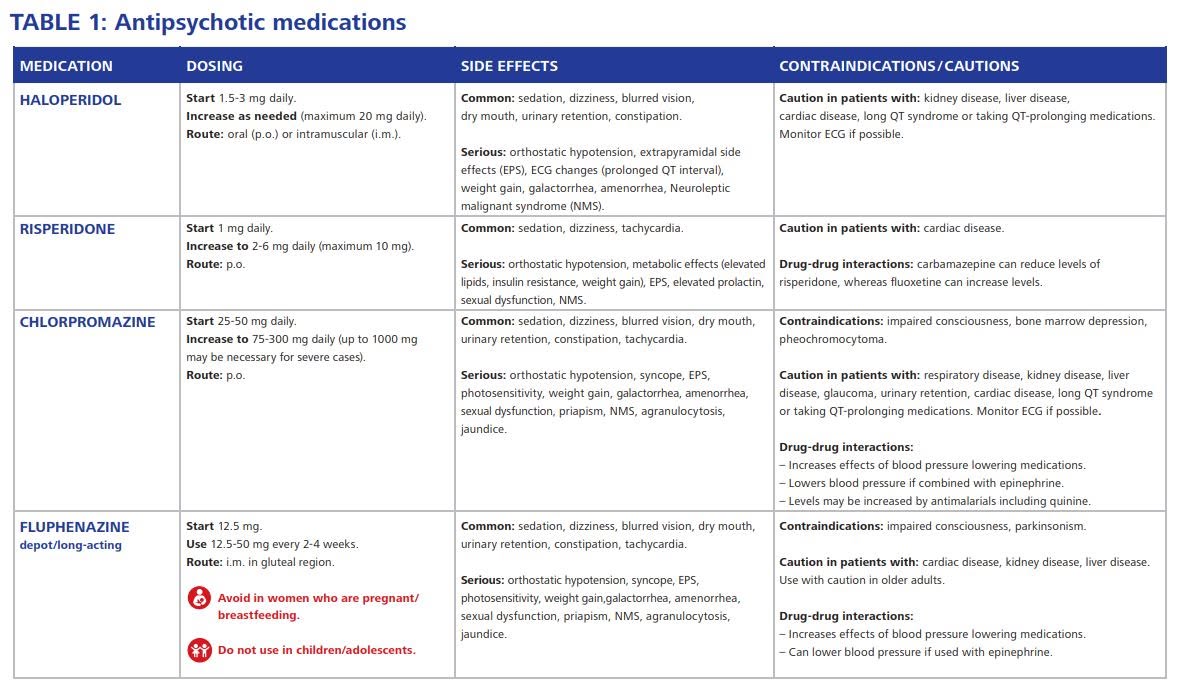 TABLE 1: Antipsychotic medications
MEDICATION
DOSING
SIDE EFFECTS
CONTRAINDICATIONS/CAUTIONS
HALOPERIDOL
Start 1.5-3 mg daily.
Increase as needed (maximum 20 mg daily).
Route: oral (p.o.) or intramuscular (i.m.).
Common: sedation, dizziness, blurred vision,
dry mouth, urinary retention, constipation.
Serious: orthostatic hypotension, extrapyramidal side
effects (EPS), ECG changes (prolonged QT interval),
weight gain, galactorrhea, amenorrhea, Neuroleptic
malignant syndrome (NMS).
Caution in patients with: kidney disease, liver disease,
cardiac disease, long QT syndrome or taking QT-prolonging medications.
Monitor ECG if possible.
RISPERIDONE
Start 1 mg daily.
Increase to 2-6 mg daily (maximum 10 mg).
Route: p.o.
Common: sedation, dizziness, tachycardia.
Serious: orthostatic hypotension, metabolic effects (elevated
lipids, insulin resistance, weight gain), EPS, elevated prolactin,
sexual dysfunction, NMS.
Caution in patients with: cardiac disease.
Drug-drug interactions: carbamazepine can reduce levels of
risperidone, whereas fluoxetine can increase levels.
CHLORPROMAZINE
Start 25-50 mg daily.
Increase to 75-300 mg daily (up to 1000 mg
may be necessary for severe cases).
Route: p.o.
Common: sedation, dizziness, blurred vision, dry mouth,
urinary retention, constipation, tachycardia.
Serious: orthostatic hypotension, syncope, EPS,
photosensitivity, weight gain, galactorrhea, amenorrhea,
sexual dysfunction, priapism, NMS, agranulocytosis,
jaundice.
Contraindications: impaired consciousness, bone marrow depression,
pheochromocytoma.
Caution in patients with: respiratory disease, kidney disease, liver
disease, glaucoma, urinary retention, cardiac disease, long QT syndrome
or taking QT-prolonging medications. Monitor ECG if possible.
Drug-drug interactions:
– Increases effects of blood pressure lowering medications.
– Lowers blood pressure if combined with epinephrine.
– Levels may be increased by antimalarials including quinine.
FLUPHENAZINE
depot/long-acting
Start 12.5 mg.
Use 12.5-50 mg every 2-4 weeks.
Route: i.m. in gluteal region.
Avoid in women who are pregnant/
breastfeeding.
Do not use in children/adolescents.
Common: sedation, dizziness, blurred vision, dry mouth,
urinary retention, constipation, tachycardia.
Serious: orthostatic hypotension, syncope, EPS,
photosensitivity, weight gain,galactorrhea, amenorrhea,
sexual dysfunction, priapism, NMS, agranulocytosis,
jaundice.
Contraindications: impaired consciousness, parkinsonism.
Caution in patients with: cardiac disease, kidney disease, liver disease.
Use with caution in older adults.
Drug-drug interactions:
– Increases effects of blood pressure lowering medications.
– Can lower blood pressure if used with epinephrine.